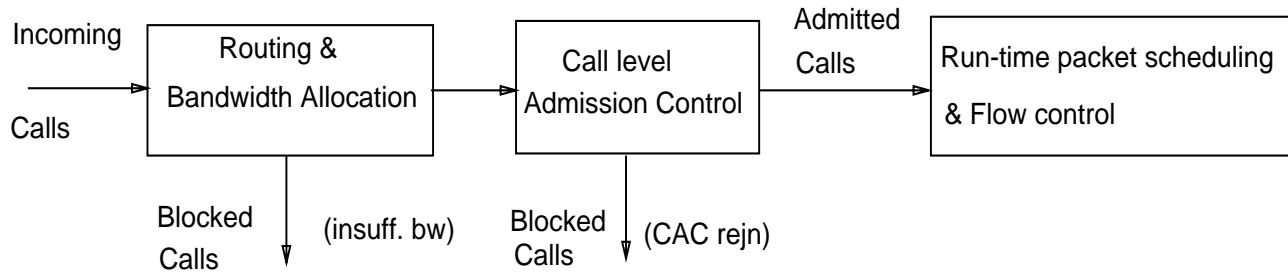 Incoming
Calls
Routing &
Bandwidth Allocation
Blocked
Calls
(insuff. bw)
Call level
Admission Control
Blocked
Calls
(CAC rejn)
Admitted
Calls
Run-time packet scheduling
& Flow control